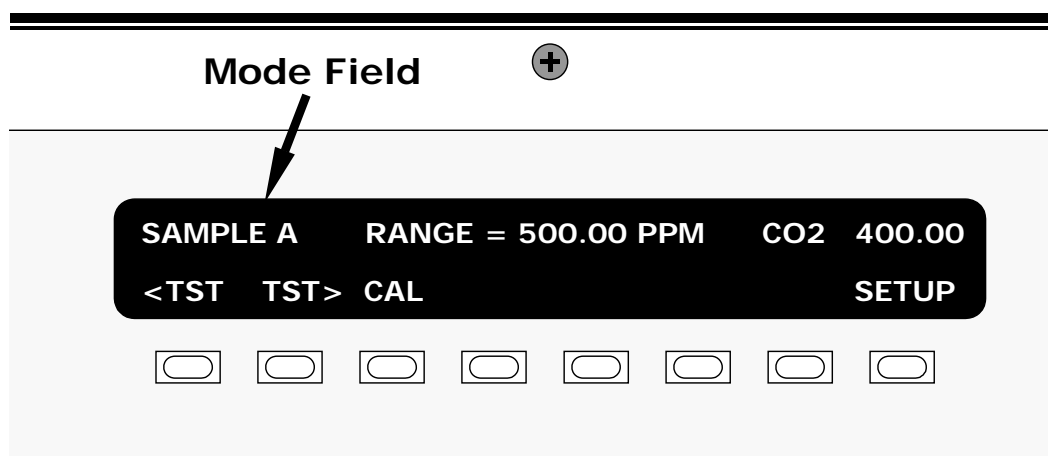 Mode Field
SAMPLE A RANGE = 500.00 PPM CO2 400.00
<TST TST> CAL SETUP